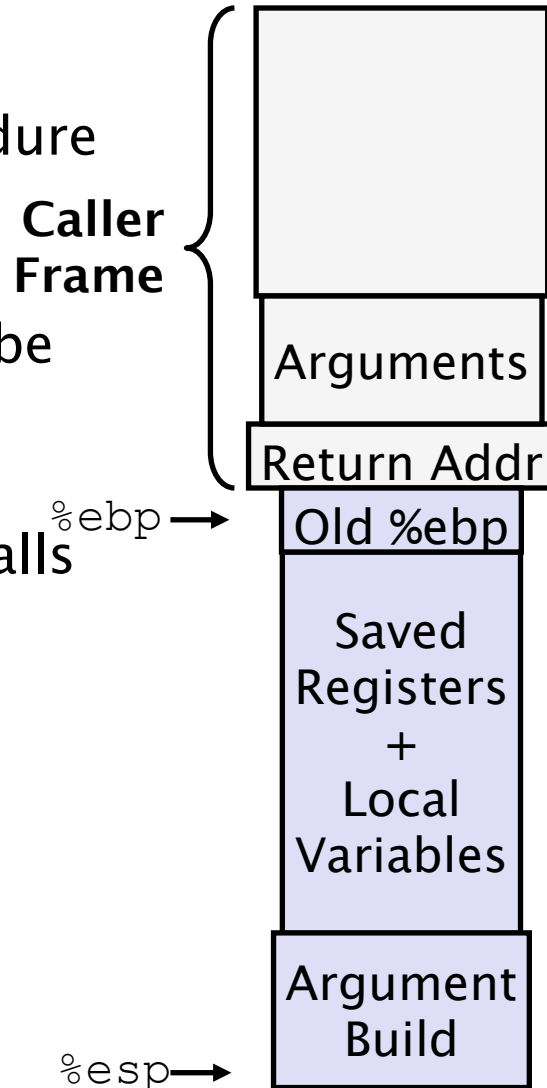 dure
Caller
Frame
be
Arguments
Return Addr
%ebp
Old %ebp
alls
Saved
Registers
+
Local
Variables
Argument
Build
%esp